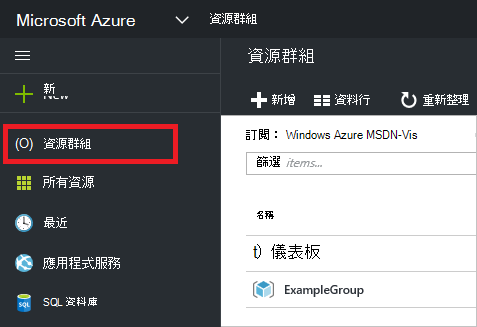 Microsoft Azure 資源群組
新增
資源群組
所有資源
最近
應用程式服務
SQL 資料庫
資源群組
新增 資料行 重新整理
訂閱： Windows Azure MSDN-Vis
篩選 items...
名稱
t) 儀表板
ExampleGroup